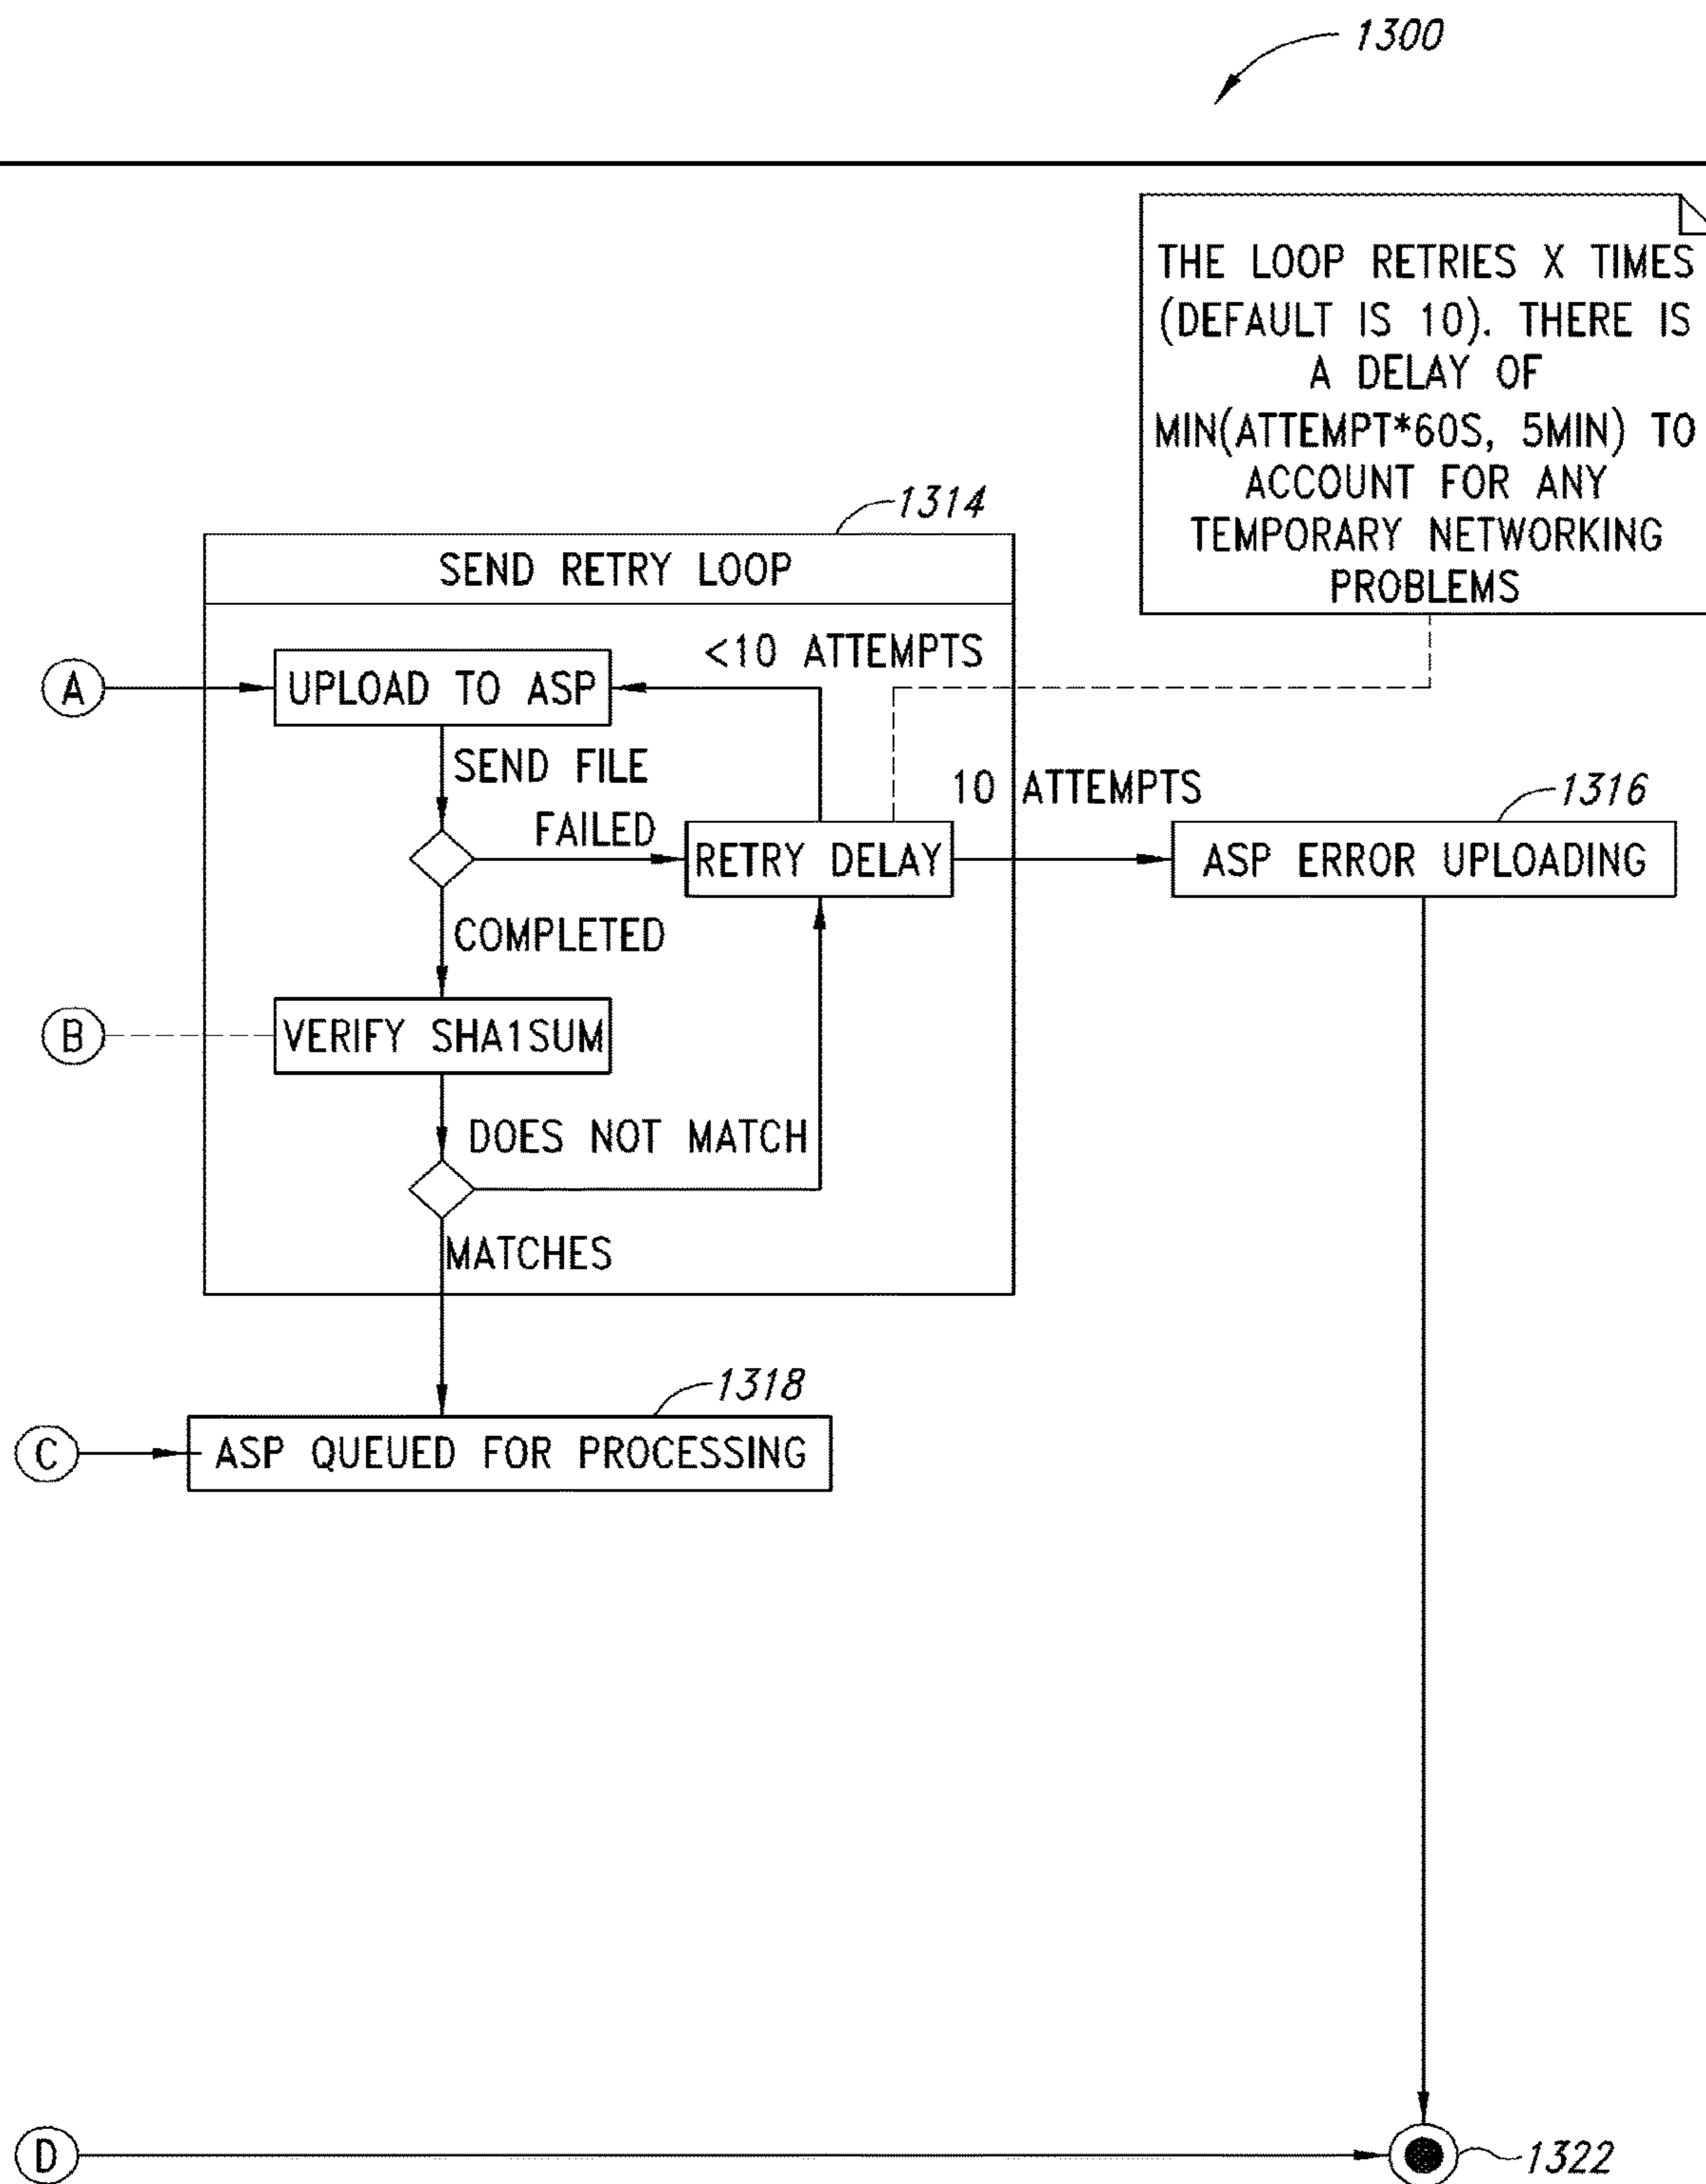 1300
THE LOOP RETRIES X TIMES
(DEFAULT IS 10). THERE IS
A DELAY OF
MIN(ATTEMPT*60S, 5MIN) TO
ACCOUNT FOR ANY
TEMPORARY NETWORKING
PROBLEMS
1314
SEND RETRY LOOP
<10 ATTEMPTS
A
UPLOAD TO ASP
SEND FILE
10 ATTEMPTS
1316
FAILED
RETRY DELAY
ASP ERROR UPLOADING
COMPLETED
B
VERIFY SHA1SUM
DOES NOT MATCH
MATCHES
1318
C
ASP QUEUED FOR PROCESSING
D
1322